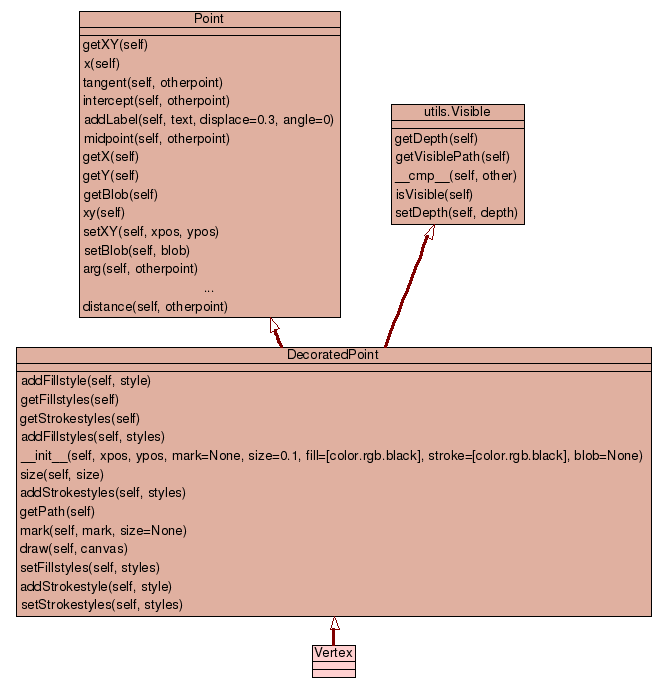 Point
getXY(self)
x(self)
tangent(self, otherpoint)
intercept(self, otherpoint)
addLabel(self, text, displace=0.3, angle=0)
midpoint(self, otherpoint)
getX(self)
getY(self)
getBlob(self)
xy(self)
setXY(self, xpos, ypos)
setBlob(self, blob)
arg(self, otherpoint)
...
distance(self, otherpoint)
utils.Visible
getDepth(self)
getVisiblePath(self)
__cmp__(self, other)
isVisible(self)
setDepth(self, depth)
DecoratedPoint
addFillstyle(self, style)
getFillstyles(self)
getStrokestyles(self)
addFillstyles(self, styles)
__init__(self, xpos, ypos, mark=None, size=0.1, fill=[color.rgb.black], stroke=[color.rgb.black], blob=None)
size(self, size)
addStrokestyles(self, styles)
getPath(self)
mark(self, mark, size=None)
draw(self, canvas)
setFillstyles(self, styles)
addStrokestyle(self, style)
setStrokestyles(self, styles)
Vertex